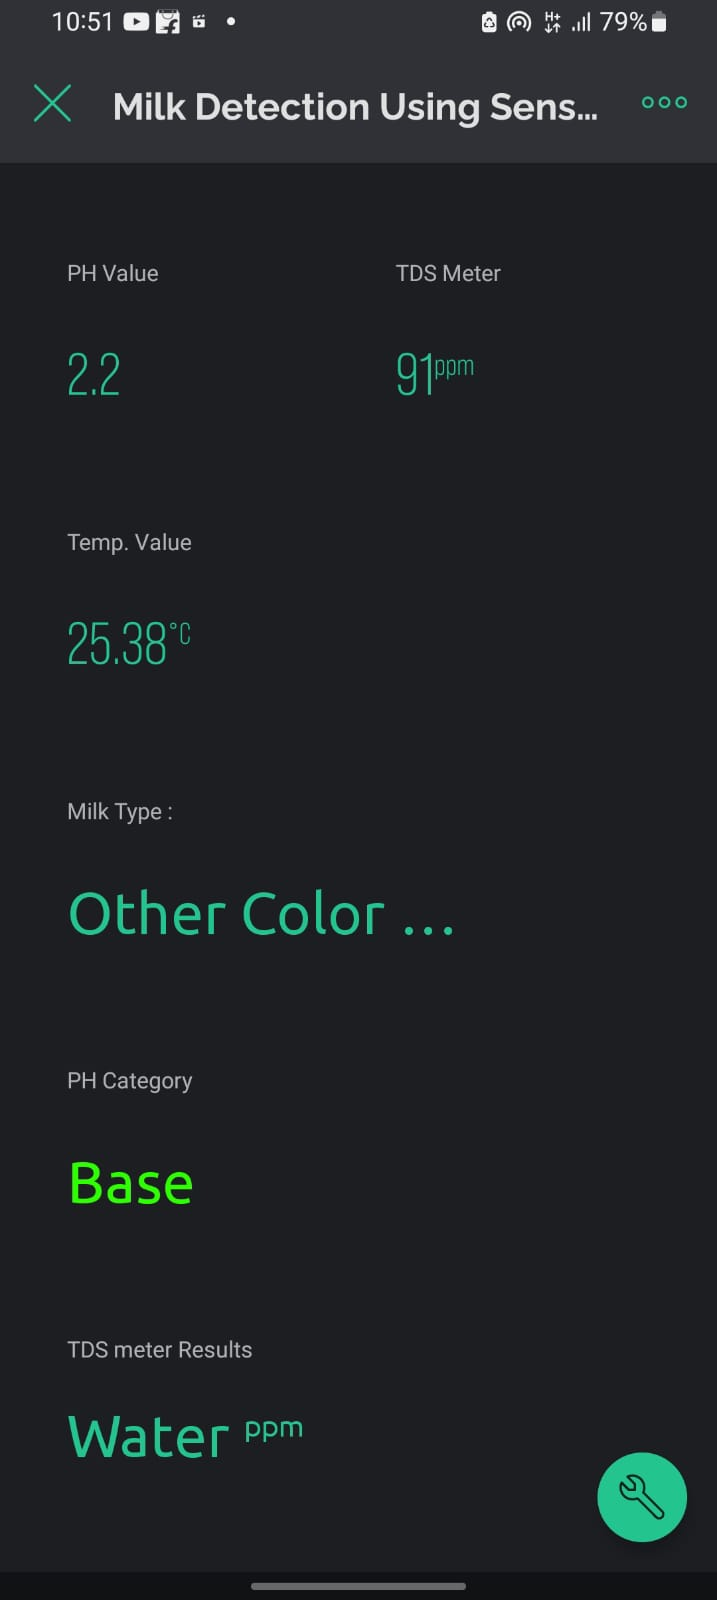 10:51 H+ 79%
Milk Detection Using Sens...
PH Value TDS Meter
2.2 91ppm
Temp. Value
25.38°C
Milk Type :
Other Color ...
PH Category
Base
TDS meter Results
Water ppm